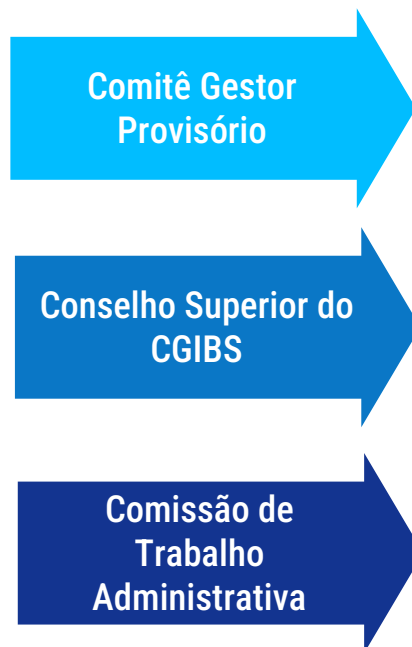 Comitê Gestor
Provisório
Conselho Superior do
CGIBS
Comissão de
Trabalho
Administrativa